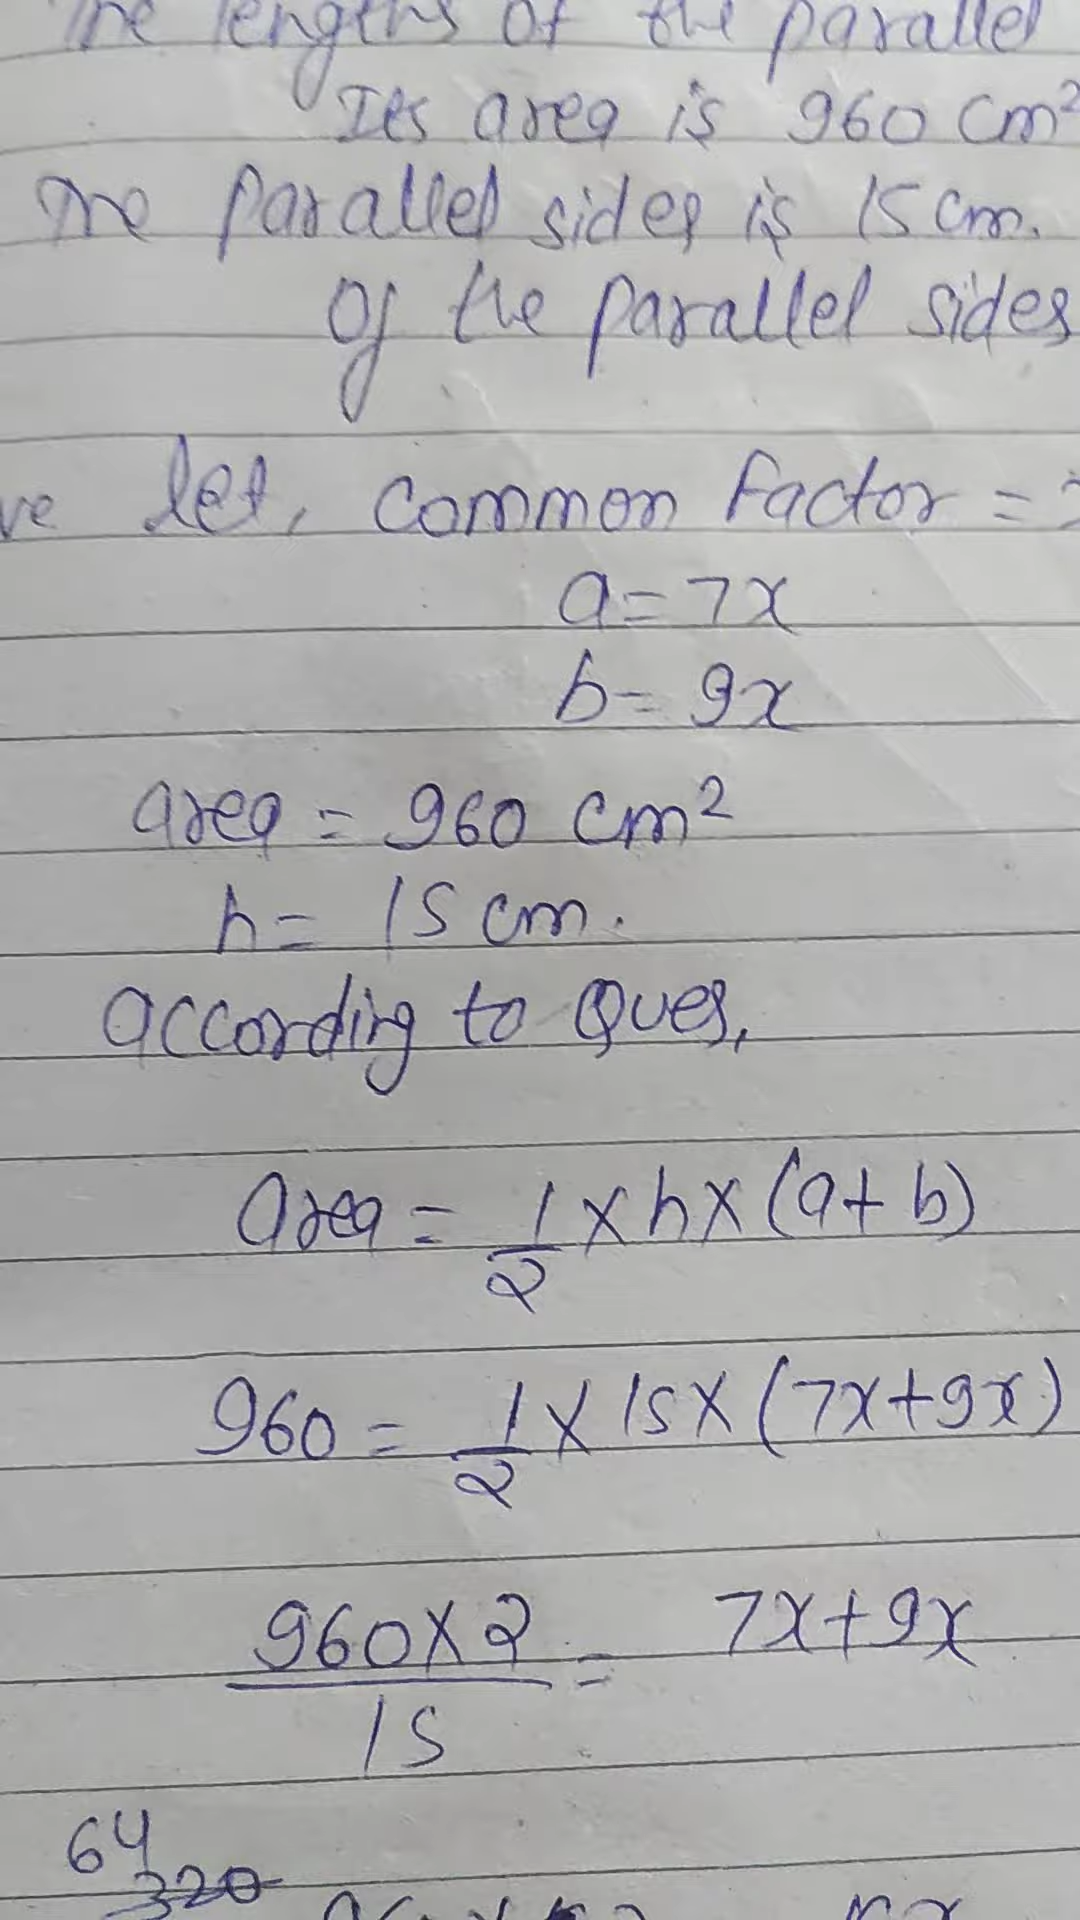 The lengths of the parallel
Its area is 960 cm²
The parallel sides is 15 cm.
of the parallel sides
ve let, common factor =
a = 7x
b = 9x
area = 960 cm²
h = 15 cm.
according to Ques,
area = 1/2 × h × (a + b)
960 = 1/2 × 15 × (7x + 9x)
960 × 2 / 15 = 7x + 9x
64
320